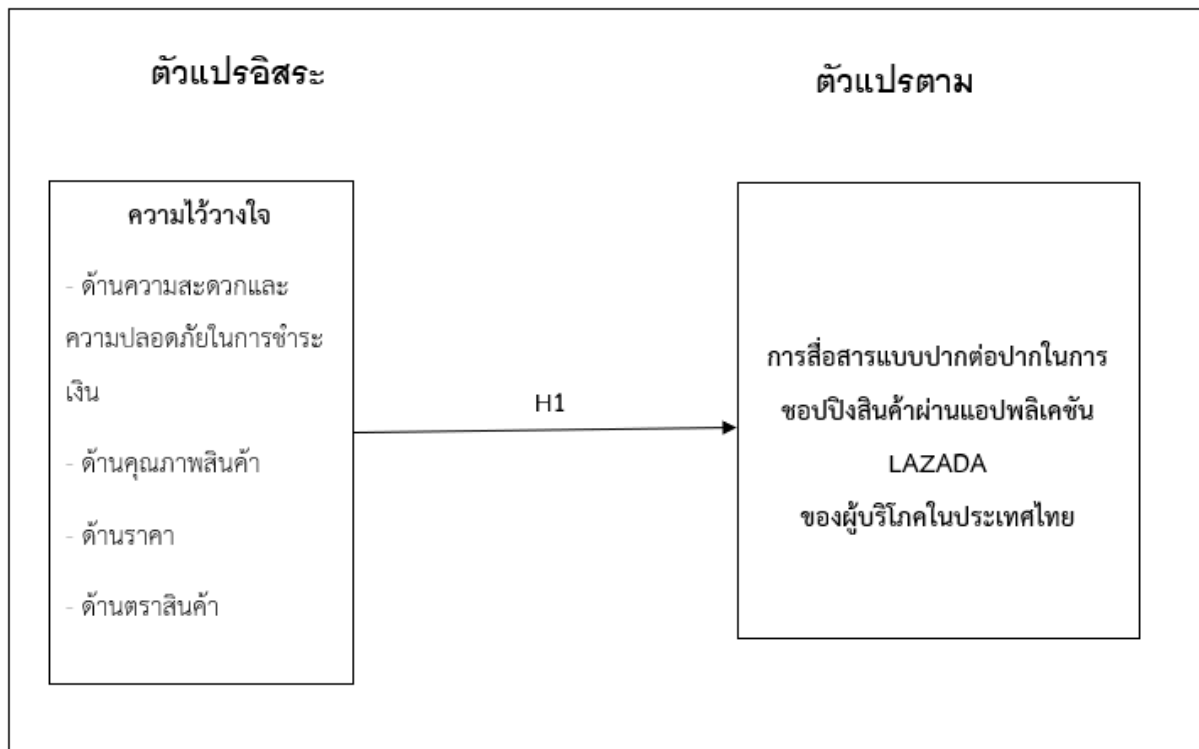 ตัวแปรอิสระ
ตัวแปรตาม
ความไว้วางใจ
- ด้านความสะดวกและ
ความปลอดภัยในการชำระ
เงิน
- ด้านคุณภาพสินค้า
- ด้านราคา
- ด้านตราสินค้า
H1
การสื่อสารแบบปากต่อปากในการ
ชอปปิงสินค้าผ่านแอปพลิเคชัน
LAZADA
ของผู้บริโภคในประเทศไทย